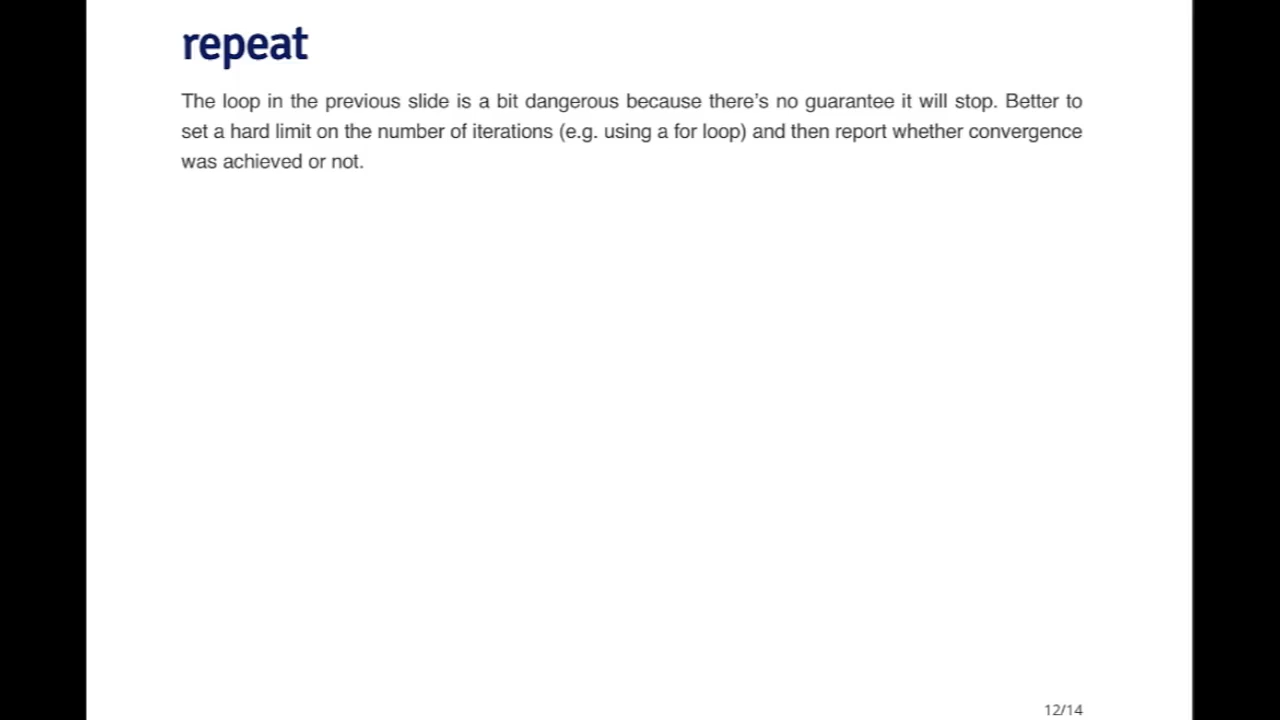 repeat
The loop in the previous slide is a bit dangerous because there's no guarantee it will stop. Better to
set a hard limit on the number of iterations (e.g. using a for loop) and then report whether convergence
was achieved or not.
12/14